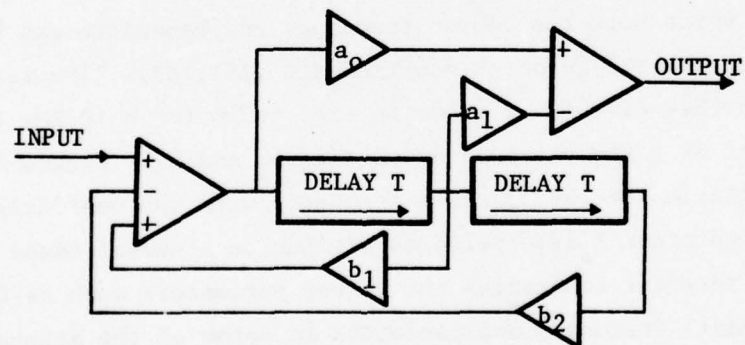 a₀
+
OUTPUT
a₁
−
INPUT
+
−
+
DELAY T
DELAY T
b₁
b₂